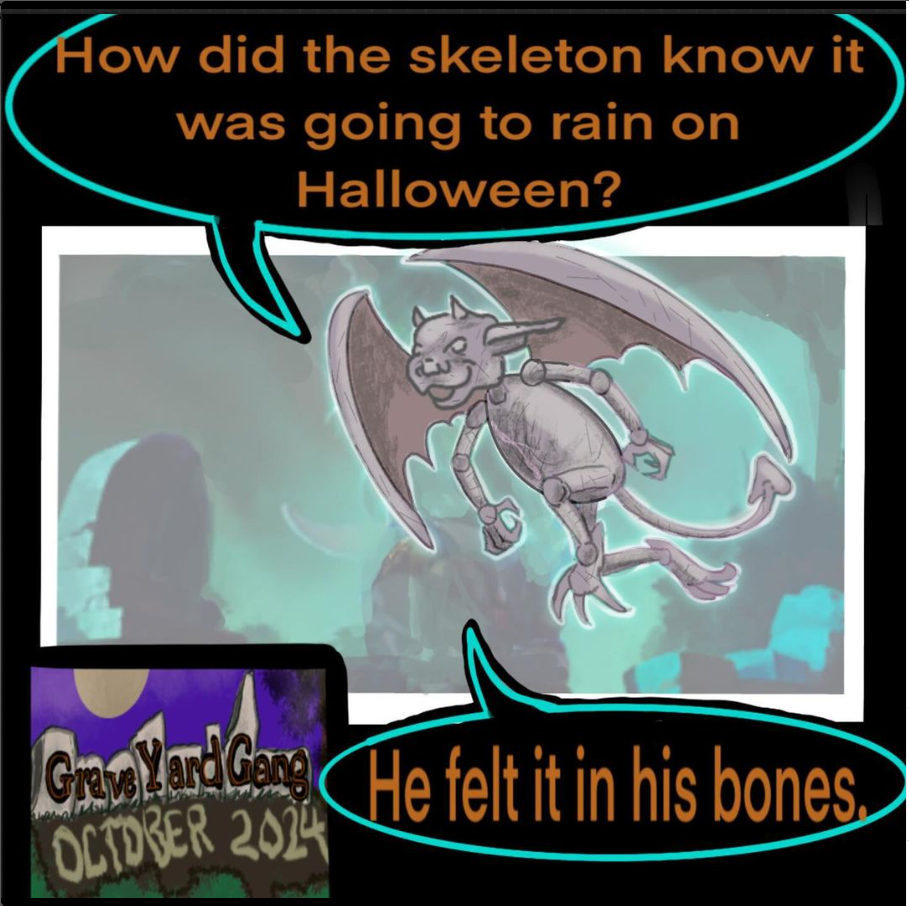 How did the skeleton know it
was going to rain on
Halloween?
He felt it in his bones.
Grave Yard Gang
OCTOBER 2024